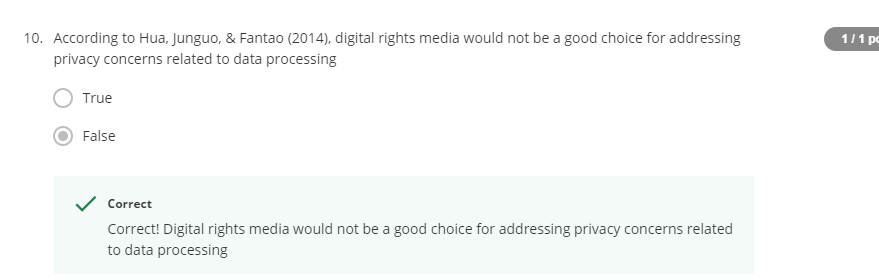 10. According to Hua, Junguo, & Fantao (2014), digital rights media would not be a good choice for addressing
1 / 1 po
privacy concerns related to data processing
True
False
Correct
Correct! Digital rights media would not be a good choice for addressing privacy concerns related
to data processing